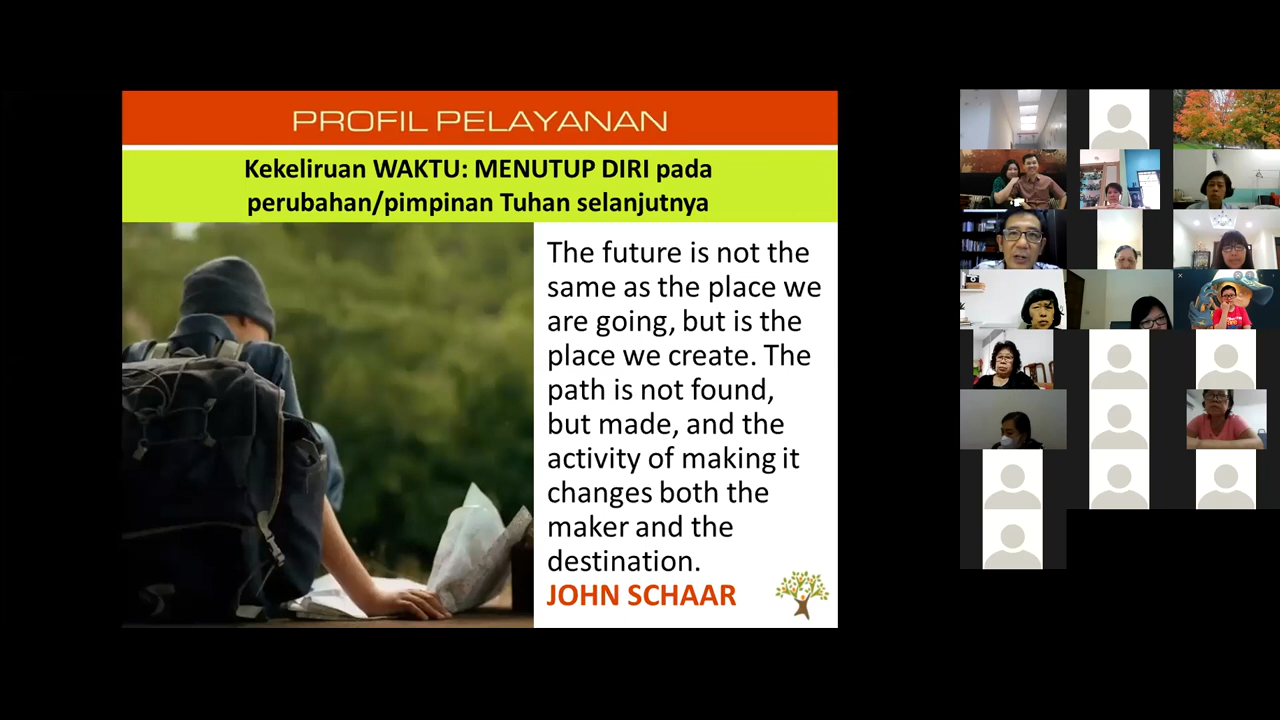 PROFIL PELAYANAN
Kekeliruan WAKTU: MENUTUP DIRI pada
perubahan/pimpinan Tuhan selanjutnya
The future is not the
same as the place we
are going, but is the
place we create. The
path is not found,
but made, and the
activity of making it
changes both the
maker and the
destination.
JOHN SCHAAR